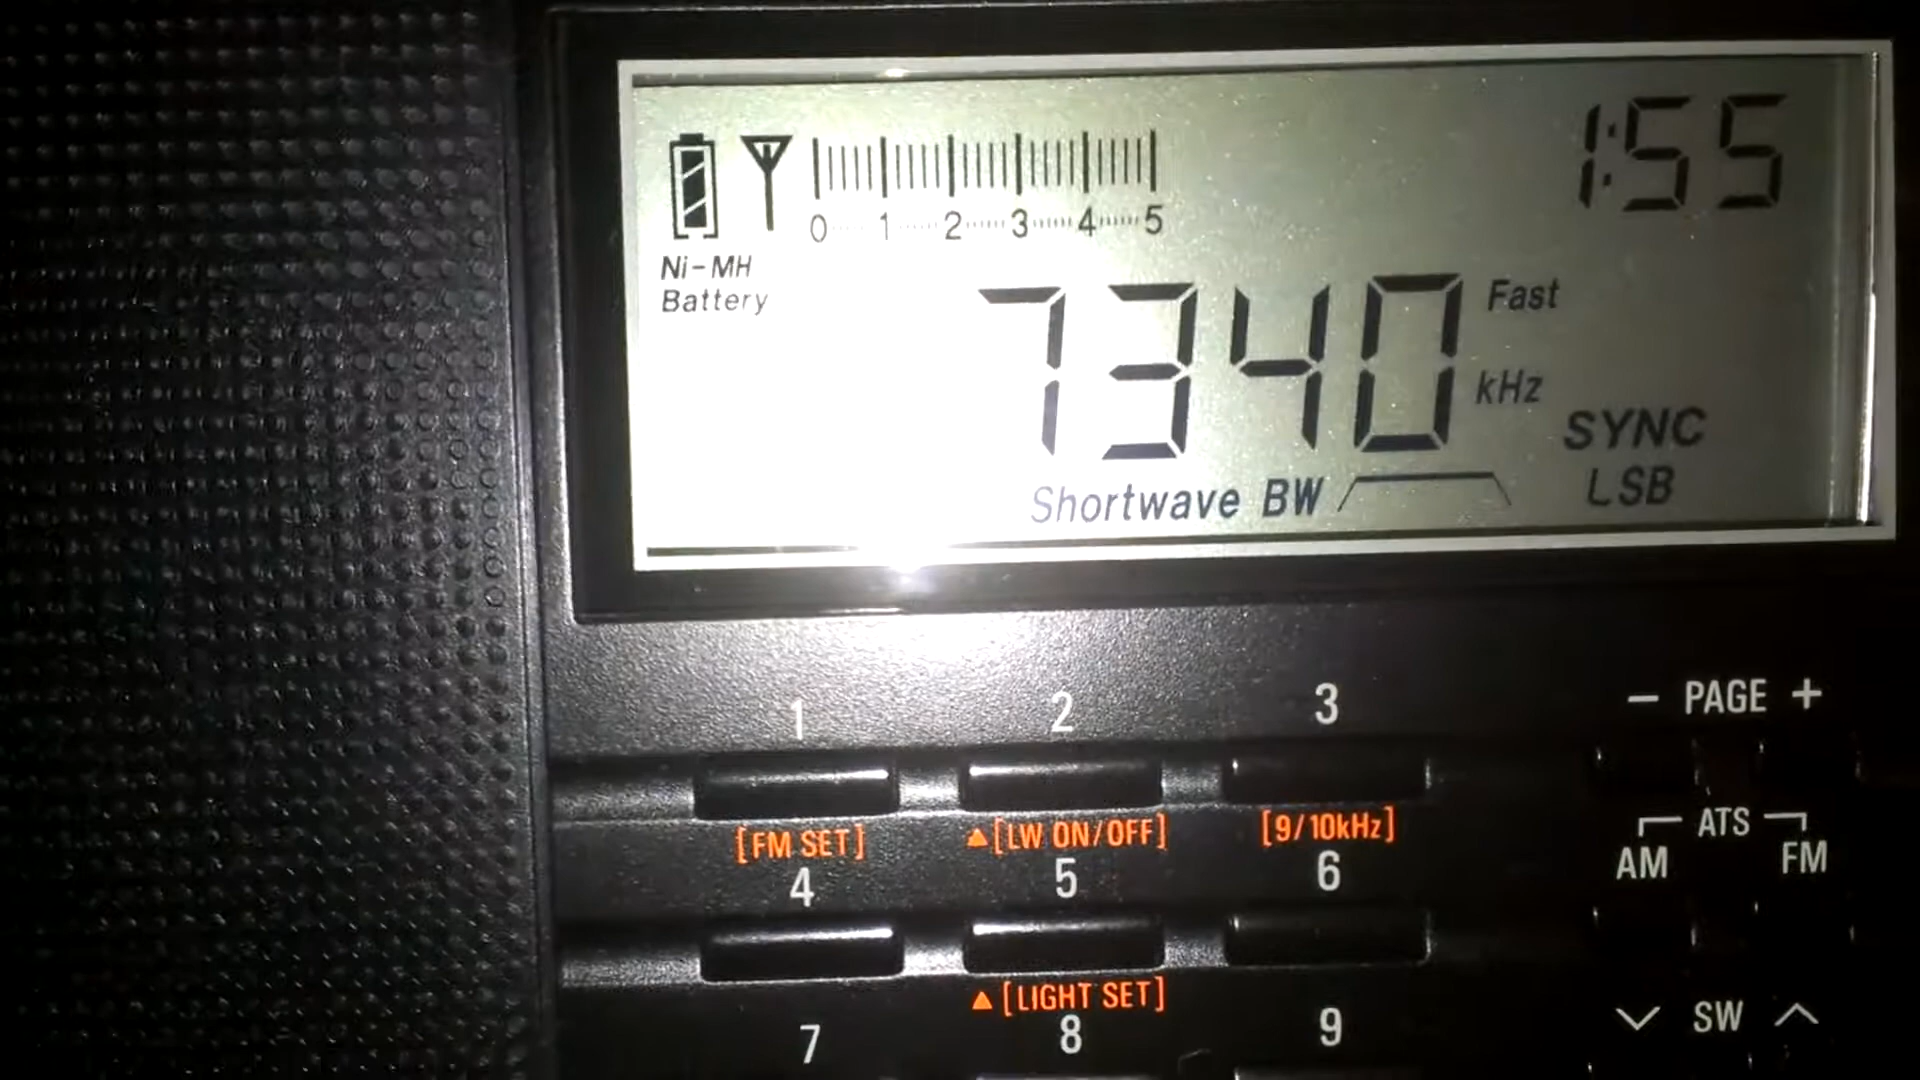 1:55
0 1 2 3 4 5
Ni-MH
Battery
7340 kHz
Fast
SYNC
LSB
Shortwave BW
1 2 3
- PAGE +
[FM SET] ▲[LW ON/OFF] [9/10kHz]
ATS
AM FM
4 5 6
▲[LIGHT SET]
SW
7 8 9